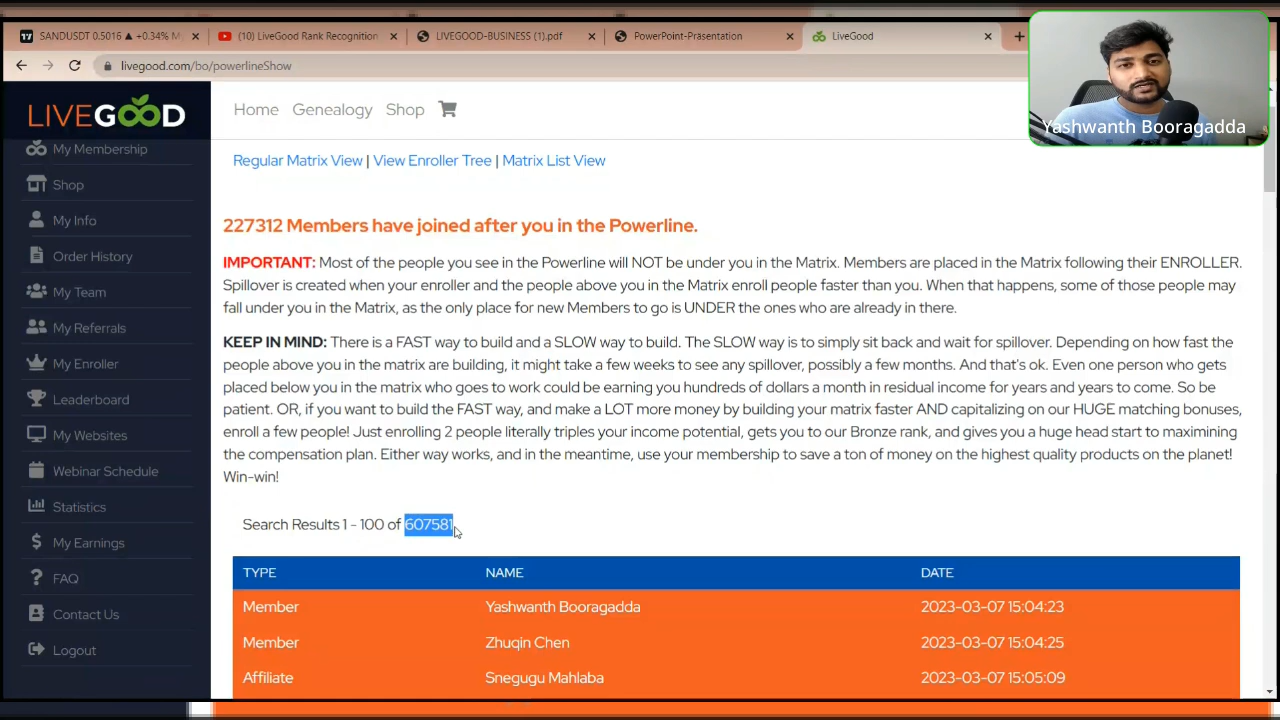 SANDUSDT 0.5016 ▲ +0.34% M
(10) LiveGood Rank Recognition
LIVEGOOD-BUSINESS (1).pdf
PowerPoint-Präsentation
LiveGood
livegood.com/bo/powerlineShow
LIVEGOOD
Home Genealogy Shop
My Membership
Shop
My Info
Order History
My Team
My Referrals
My Enroller
Leaderboard
My Websites
Webinar Schedule
Statistics
My Earnings
FAQ
Contact Us
Logout
Yashwanth Booragadda
Regular Matrix View | View Enroller Tree | Matrix List View
227312 Members have joined after you in the Powerline.
IMPORTANT: Most of the people you see in the Powerline will NOT be under you in the Matrix. Members are placed in the Matrix following their ENROLLER.
Spillover is created when your enroller and the people above you in the Matrix enroll people faster than you. When that happens, some of those people may
fall under you in the Matrix, as the only place for new Members to go is UNDER the ones who are already in there.
KEEP IN MIND: There is a FAST way to build and a SLOW way to build. The SLOW way is to simply sit back and wait for spillover. Depending on how fast the
people above you in the matrix are building, it might take a few weeks to see any spillover, possibly a few months. And that's ok. Even one person who gets
placed below you in the matrix who goes to work could be earning you hundreds of dollars a month in residual income for years and years to come. So be
patient. OR, if you want to build the FAST way, and make a LOT more money by building your matrix faster AND capitalizing on our HUGE matching bonuses,
enroll a few people! Just enrolling 2 people literally triples your income potential, gets you to our Bronze rank, and gives you a huge head start to maximining
the compensation plan. Either way works, and in the meantime, use your membership to save a ton of money on the highest quality products on the planet!
Win-win!
Search Results 1 - 100 of 607581
TYPE NAME DATE
Member Yashwanth Booragadda 2023-03-07 15:04:23
Member Zhuqin Chen 2023-03-07 15:04:25
Affiliate Snegugu Mahlaba 2023-03-07 15:05:09